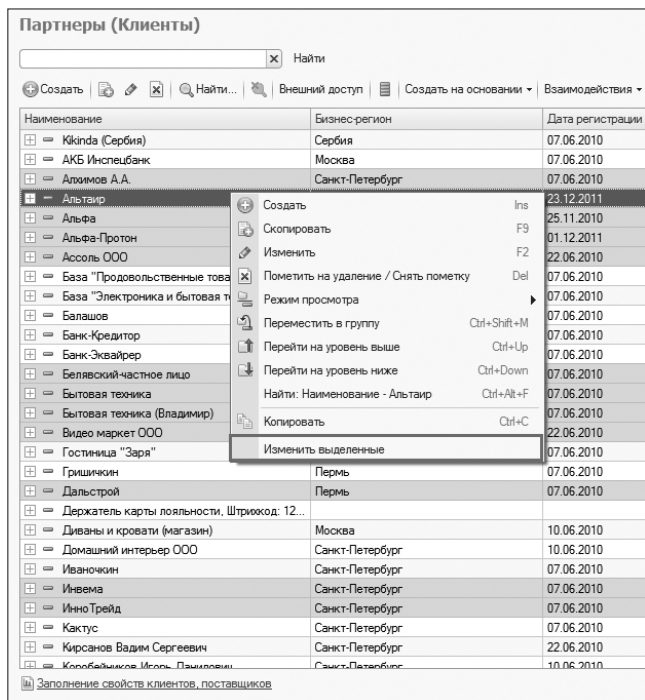 Партнеры (Клиенты)
Найти
Создать Найти... Внешний доступ Создать на основании Взаимодействия
Наименование Бизнес-регион Дата регистрации
Kikinda (Сербия) Сербия 07.06.2010
АКБ Инспецбанк Москва 07.06.2010
Алхимов А.А. Санкт-Петербург 07.06.2010
Альтаир 23.12.2011
Альфа 25.11.2010
Альфа-Протон 01.12.2011
Ассоль ООО 22.06.2010
База "Продовольственные това 07.06.2010
База "Электроника и бытовая т 07.06.2010
Балашов 07.06.2010
Банк-Кредитор 07.06.2010
Банк-Эквайрер 07.06.2010
Белявский-частное лицо 07.06.2010
Бытовая техника 07.06.2010
Бытовая техника (Владимир) 07.06.2010
Видео маркет ООО 22.06.2010
Гостиница "Заря" 07.06.2010
Гришичкин Пермь 07.06.2010
Дальстрой Пермь 07.06.2010
Держатель карты лояльности, Штрихкод: 12...
Диваны и кровати (магазин) Москва 10.06.2010
Домашний интерьер ООО Санкт-Петербург 10.06.2010
Иваночкин Санкт-Петербург 07.06.2010
Инвема Санкт-Петербург 07.06.2010
ИнноТрейд Санкт-Петербург 07.06.2010
Кактус Санкт-Петербург 07.06.2010
Кирсанов Вадим Сергеевич Санкт-Петербург 22.06.2010
Коробейников Игорь Данилович Санкт-Петербург 10.06.2010
Создать Ins
Скопировать F9
Изменить F2
Пометить на удаление / Снять пометку Del
Режим просмотра
Переместить в группу Ctrl+Shift+M
Перейти на уровень выше Ctrl+Up
Перейти на уровень ниже Ctrl+Down
Найти: Наименование - Альтаир Ctrl+Alt+F
Копировать Ctrl+C
Изменить выделенные
Заполнение свойств клиентов, поставщиков